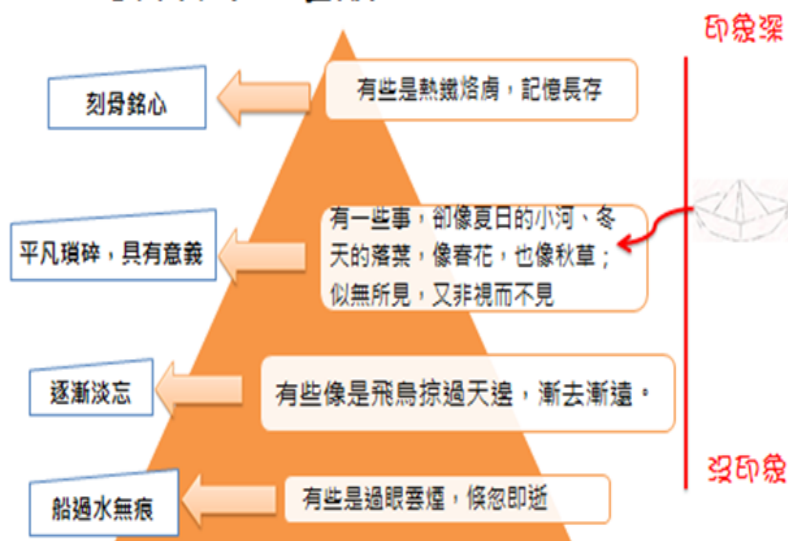 印象深
刻骨銘心
有些是熱鐵烙膚，記憶長存
平凡瑣碎，具有意義
有一些事，卻像夏日的小河、冬
天的落葉，像春花，也像秋草；
似無所見，又非視而不見
逐漸淡忘
有些像是飛鳥掠過天邊，漸去漸遠。
沒印象
船過水無痕
有些是過眼雲煙，倏忽即逝